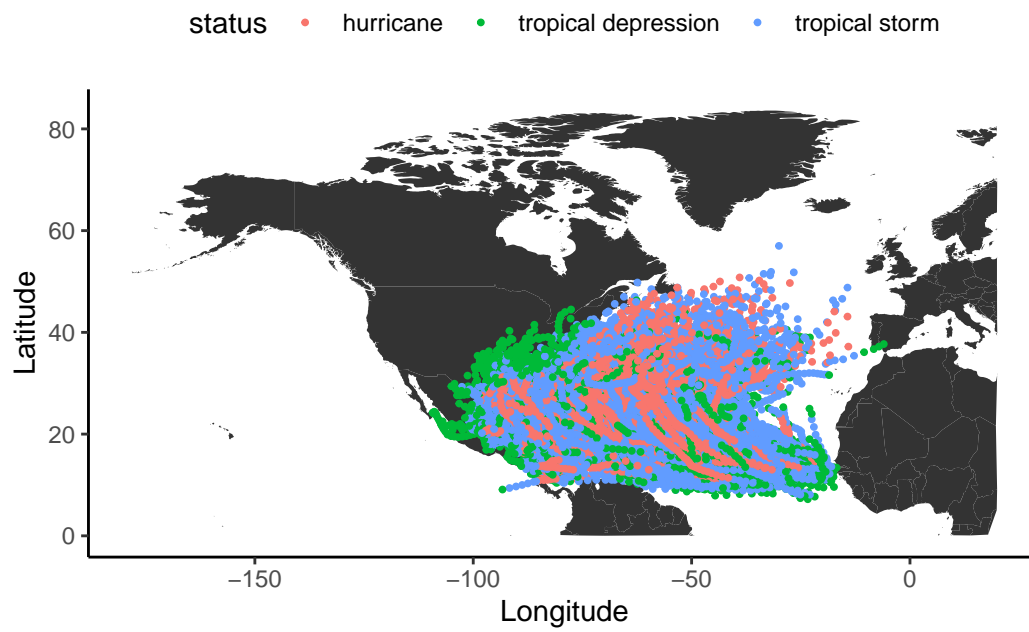 status hurricane tropical depression tropical storm
80
60
40
20
0
Latitude
−150 −100 −50 0
Longitude